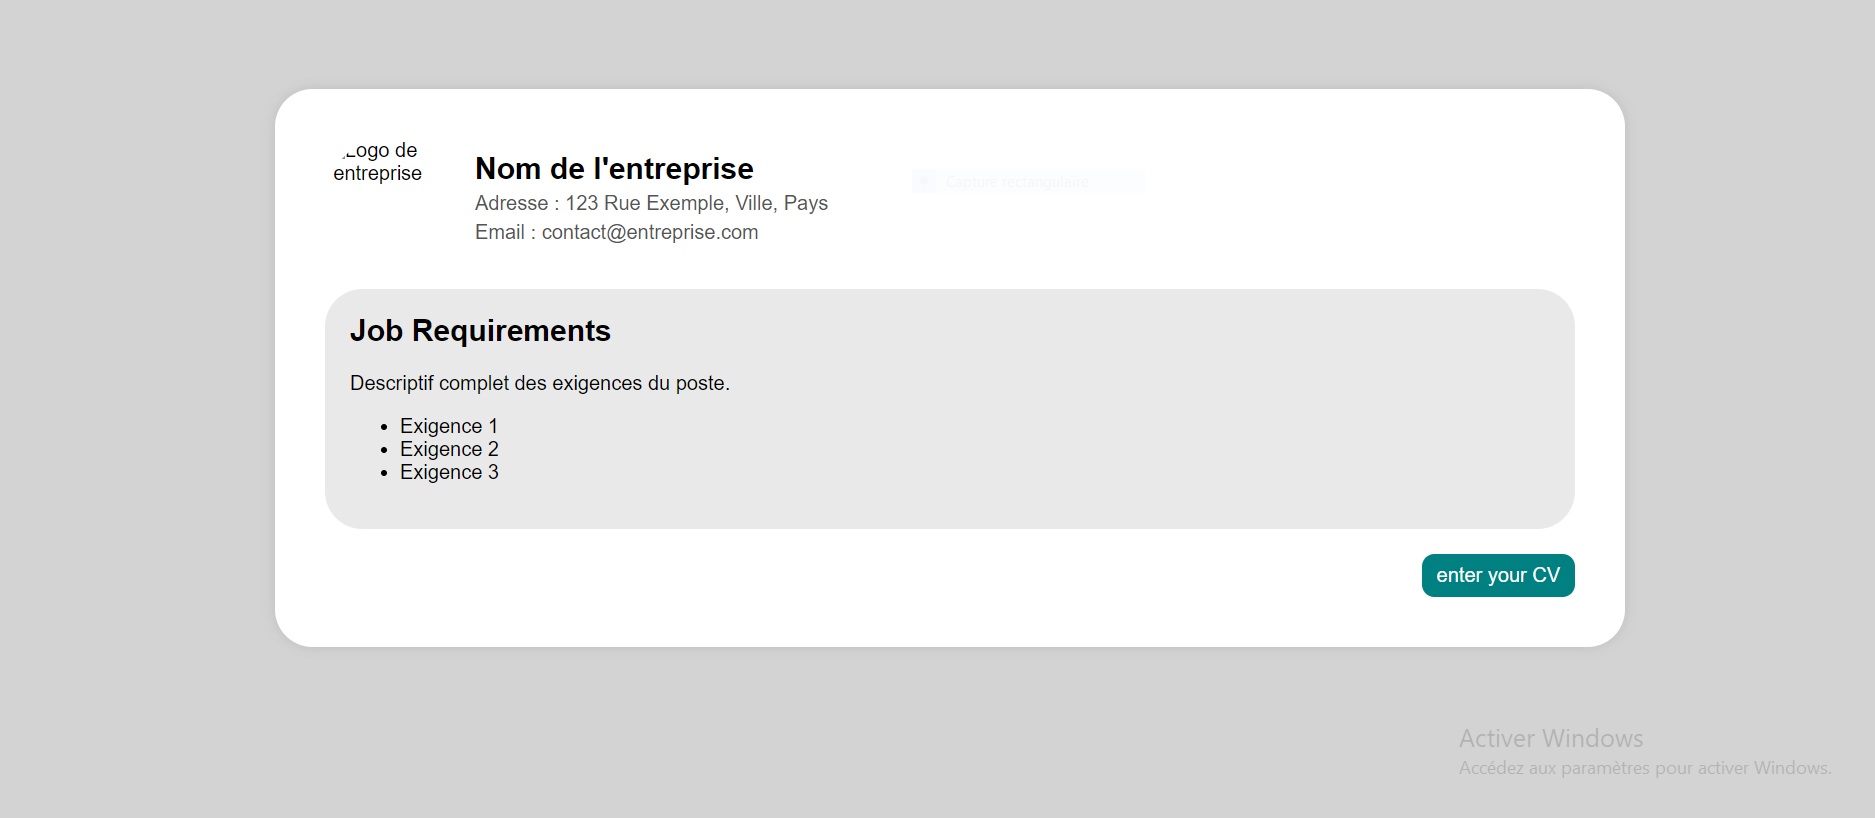 Logo de
entreprise
Nom de l'entreprise
Adresse : 123 Rue Exemple, Ville, Pays
Email : contact@entreprise.com
Capture rectangulaire
Job Requirements
Descriptif complet des exigences du poste.
Exigence 1
Exigence 2
Exigence 3
enter your CV
Activer Windows
Accédez aux paramètres pour activer Windows.